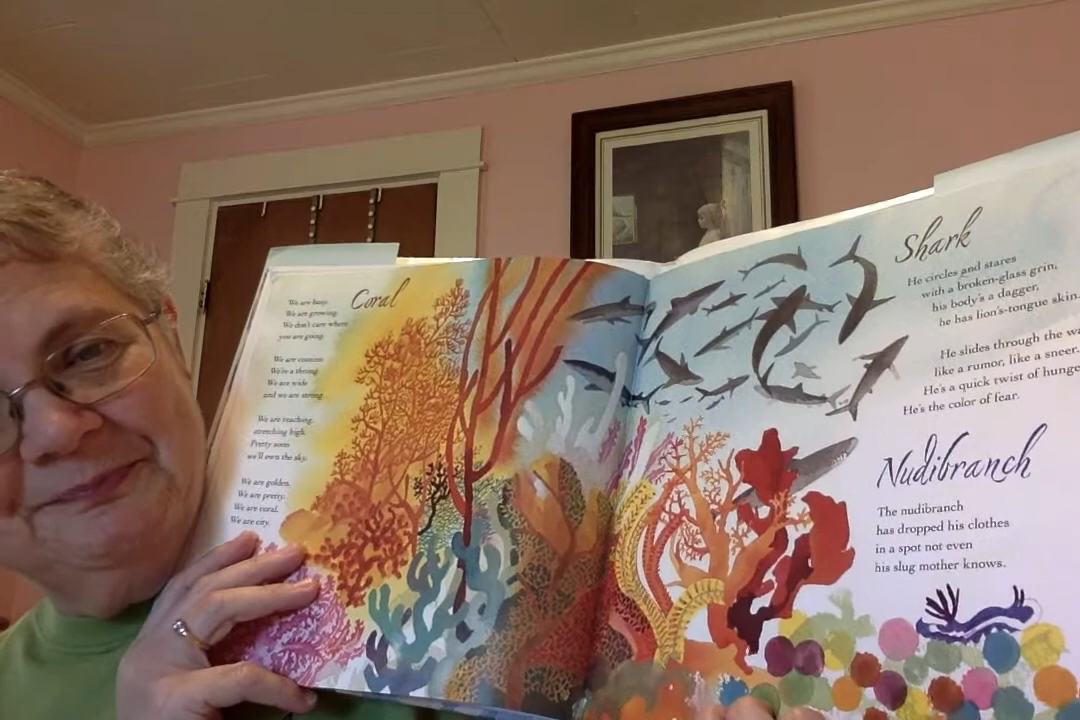 Coral
We are busy.
We are growing.
We don't care where
you are going.
We are cousins
We're a throng.
We are wide
and we are strong.
We are reaching,
stretching high.
Pretty soon
we'll own the sky.
We are golden.
We are pretty.
We are coral.
We are city.
Shark
He circles and stares
with a broken-glass grin,
his body's a dagger,
he has lion's-tongue skin.
He slides through the
like a rumor, like a sneer.
He's a quick twist of
He's the color of fear.
Nudibranch
The nudibranch
has dropped his clothes
in a spot not even
his slug mother knows.